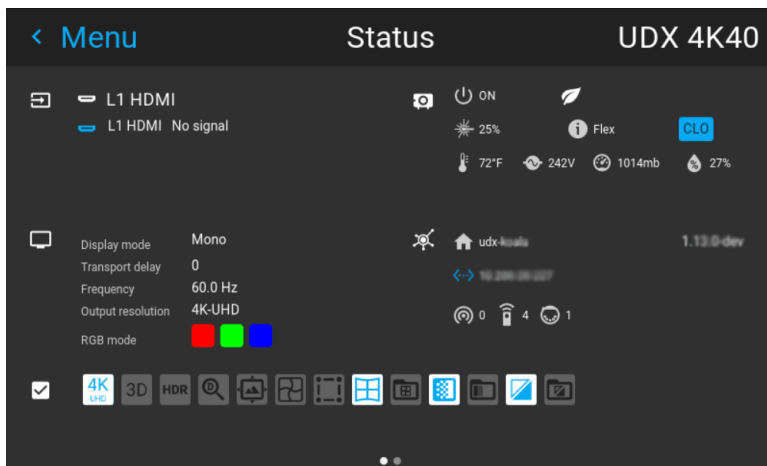 Menu
Status
UDX 4K40
L1 HDMI
L1 HDMI No signal
ON
25%
Flex
CLO
72°F
242V
1014mb
27%
Display mode Mono
Transport delay 0
Frequency 60.0 Hz
Output resolution 4K-UHD
RGB mode
udx-
0
4
1
4K
UHD
3D
HDR